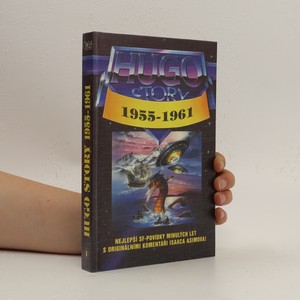 HUGO
STORY
1955-1961
NEJLEPŠÍ SF-POVÍDKY MINULÝCH LET
S ORIGINÁLNÍMI KOMENTÁŘI ISAACA ASIMOVA!
HUGO STORY 1955-1961